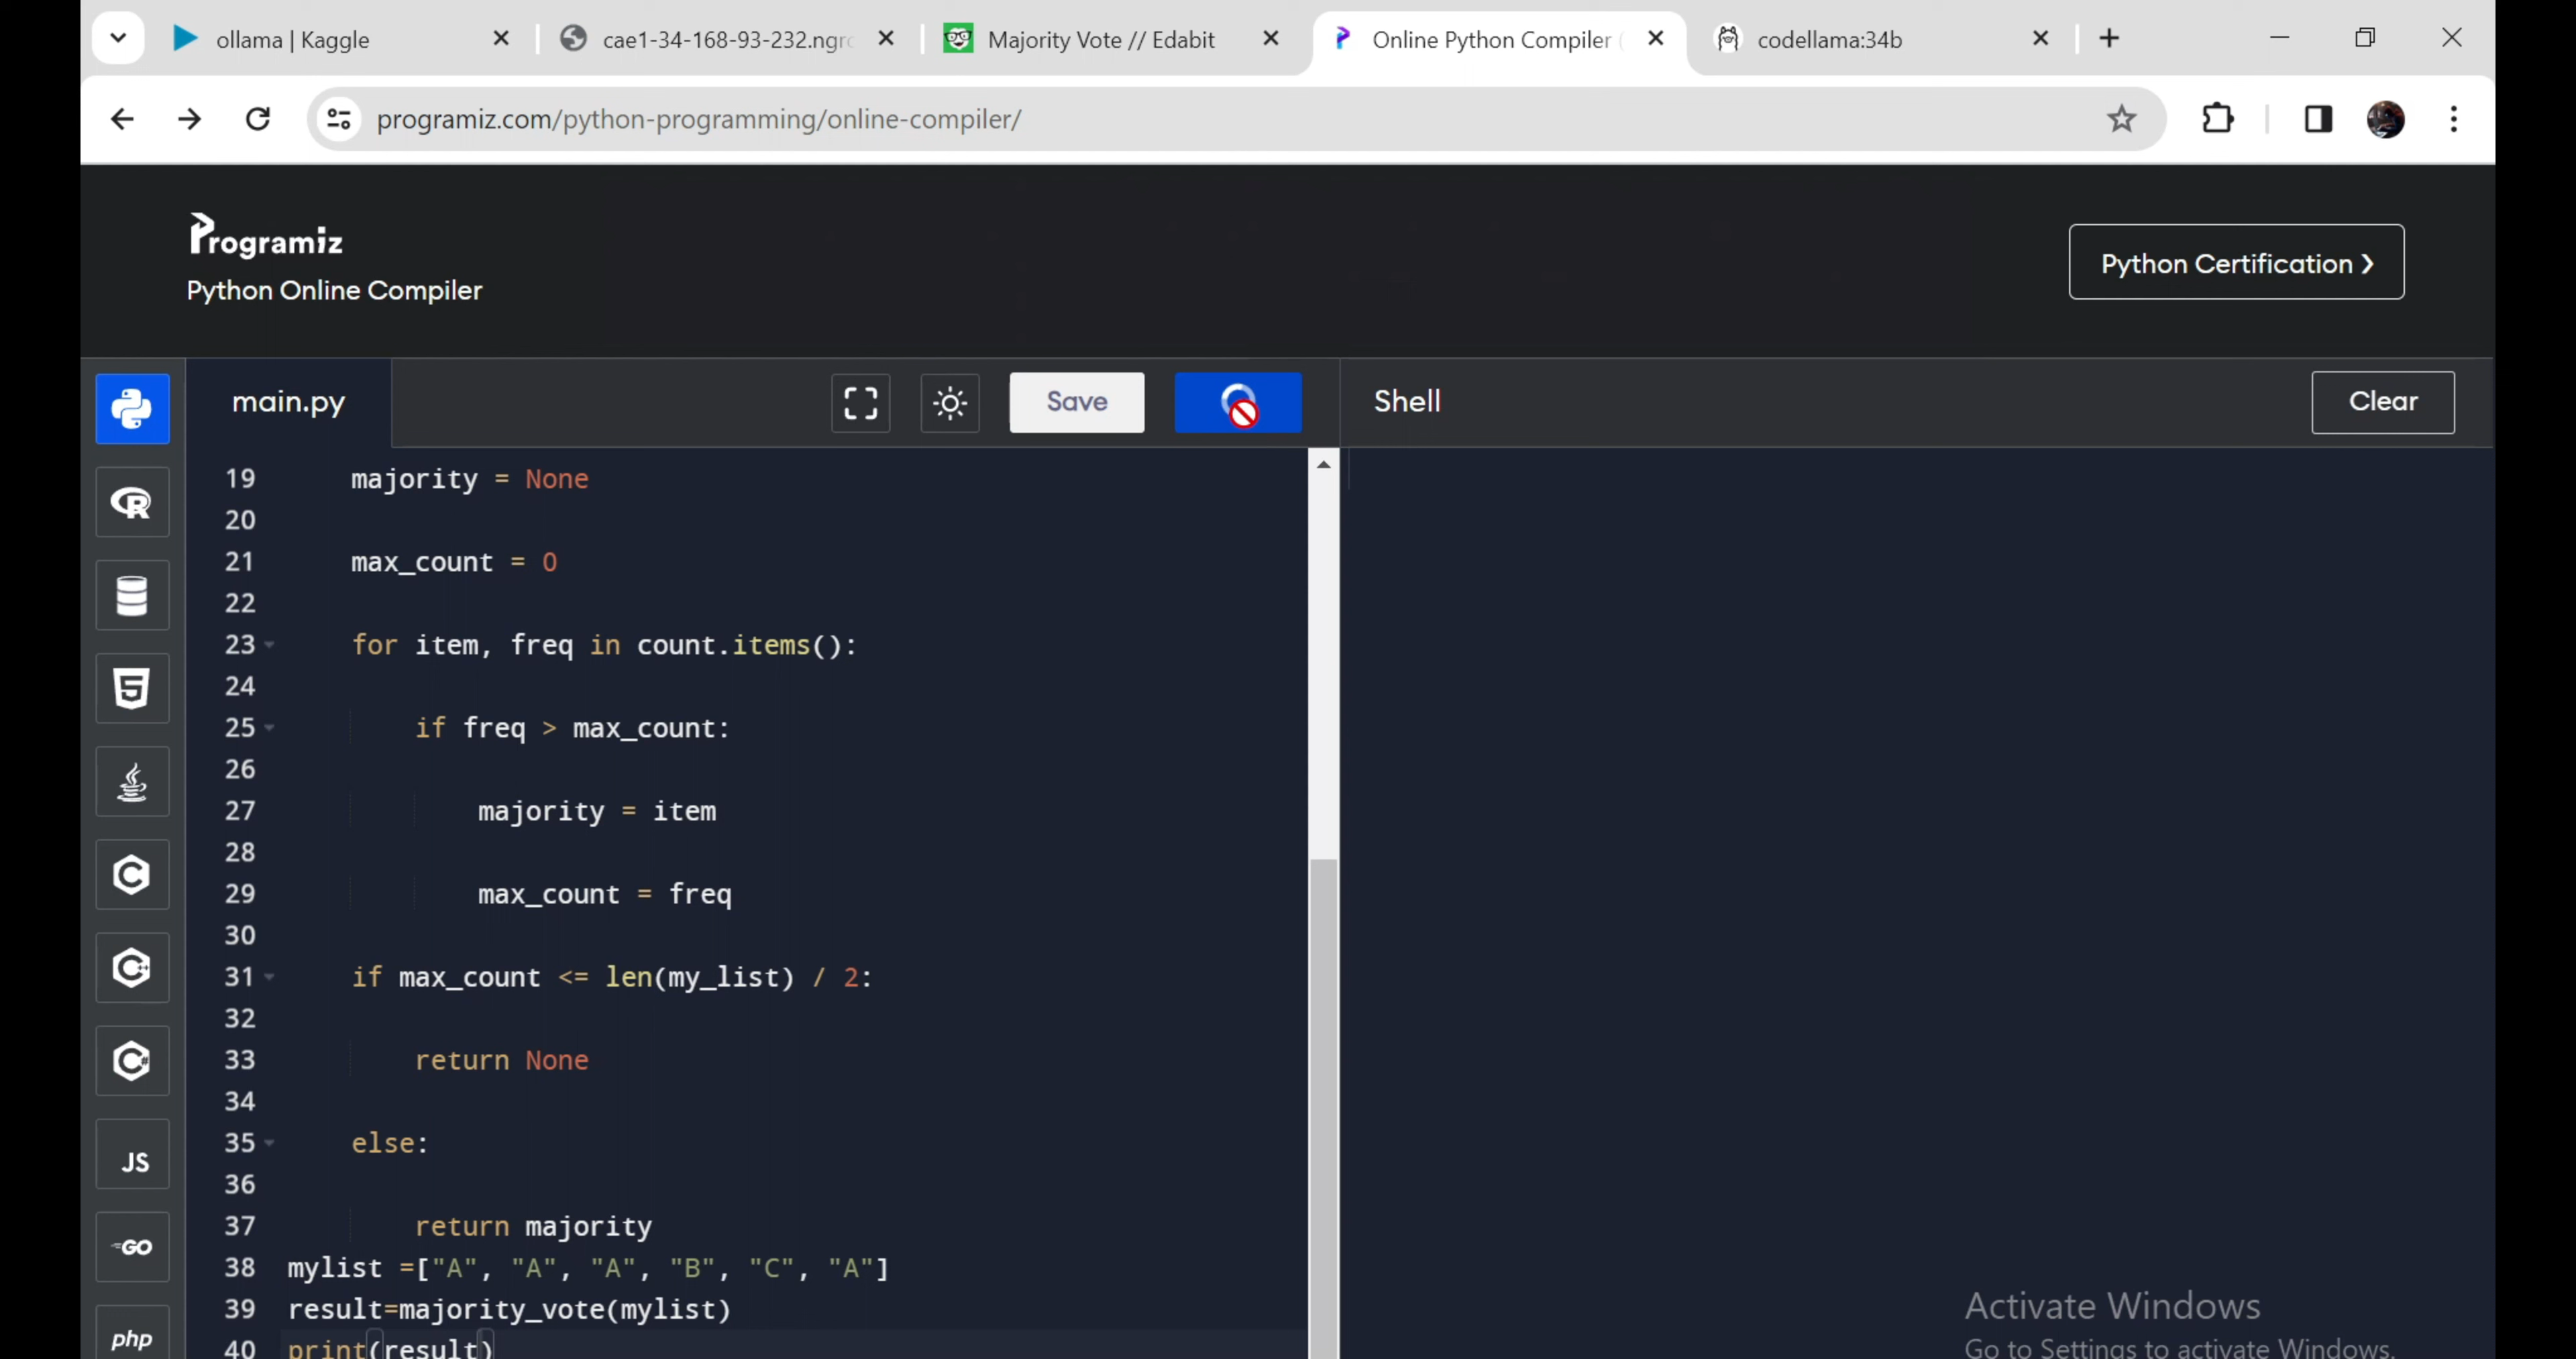 ollama | Kaggle
cae1-34-168-93-232.ngro
Majority Vote // Edabit
Online Python Compiler (
codellama:34b
programiz.com/python-programming/online-compiler/
Programiz
Python Online Compiler
Python Certification
main.py
Save
Shell
Clear
19 majority = None
20
21 max_count = 0
22
23 for item, freq in count.items():
24
25 if freq > max_count:
26
27 majority = item
28
29 max_count = freq
30
31 if max_count <= len(my_list) / 2:
32
33 return None
34
35 else:
36
37 return majority
38 mylist =["A", "A", "A", "B", "C", "A"]
39 result=majority_vote(mylist)
40 print(result)
R
5
C
C++
C#
JS
GO
php
Activate Windows
Go to Settings to activate Windows.